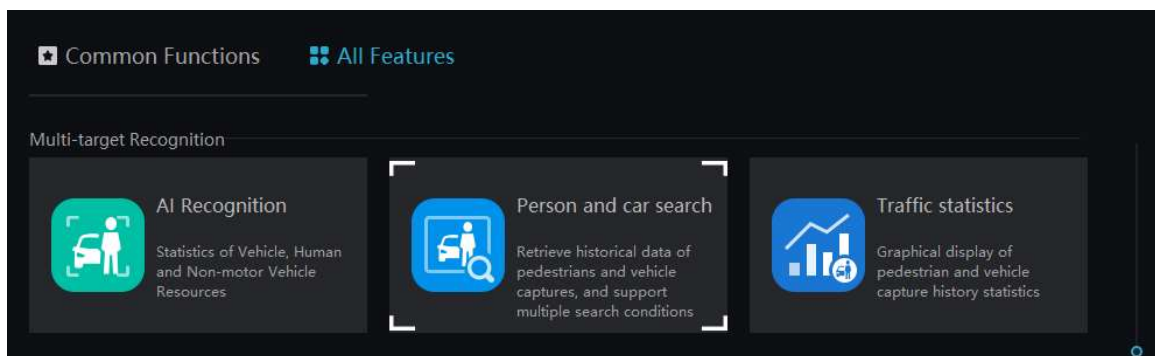 Common Functions
All Features
Multi-target Recognition
AI Recognition
Statistics of Vehicle, Human
and Non-motor Vehicle
Resources
Person and car search
Retrieve historical data of
pedestrians and vehicle
captures, and support
multiple search conditions
Traffic statistics
Graphical display of
pedestrian and vehicle
capture history statistics